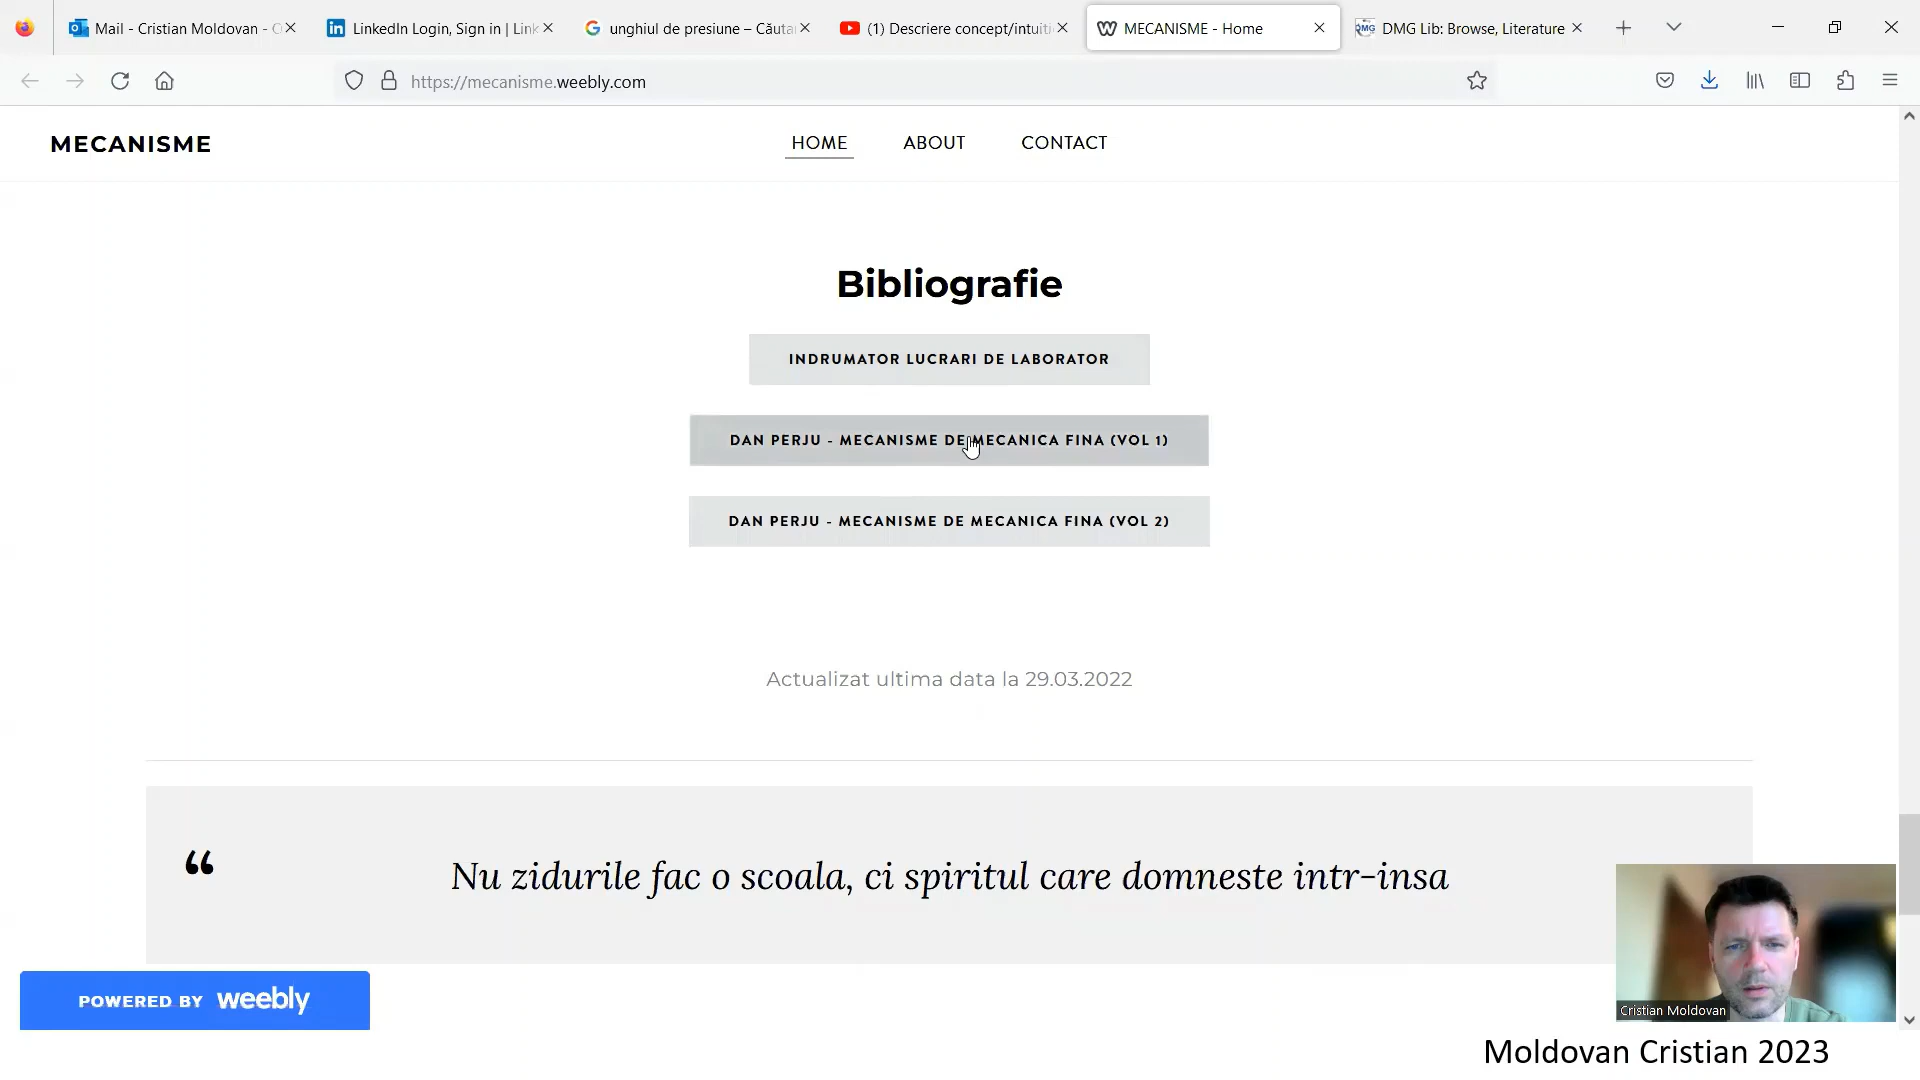 Mail - Cristian Moldovan - O
LinkedIn Login, Sign in | Link
unghiul de presiune – Căuta
(1) Descriere concept/intuiti
MECANISME - Home
DMG Lib: Browse, Literature
https://mecanisme.weebly.com
MECANISME
HOME
ABOUT
CONTACT
Bibliografie
INDRUMATOR LUCRARI DE LABORATOR
DAN PERJU - MECANISME DE MECANICA FINA (VOL 1)
DAN PERJU - MECANISME DE MECANICA FINA (VOL 2)
Actualizat ultima data la 29.03.2022
“
Nu zidurile fac o scoala, ci spiritul care domneste intr-insa
POWERED BY weebly
Cristian Moldovan
Moldovan Cristian 2023